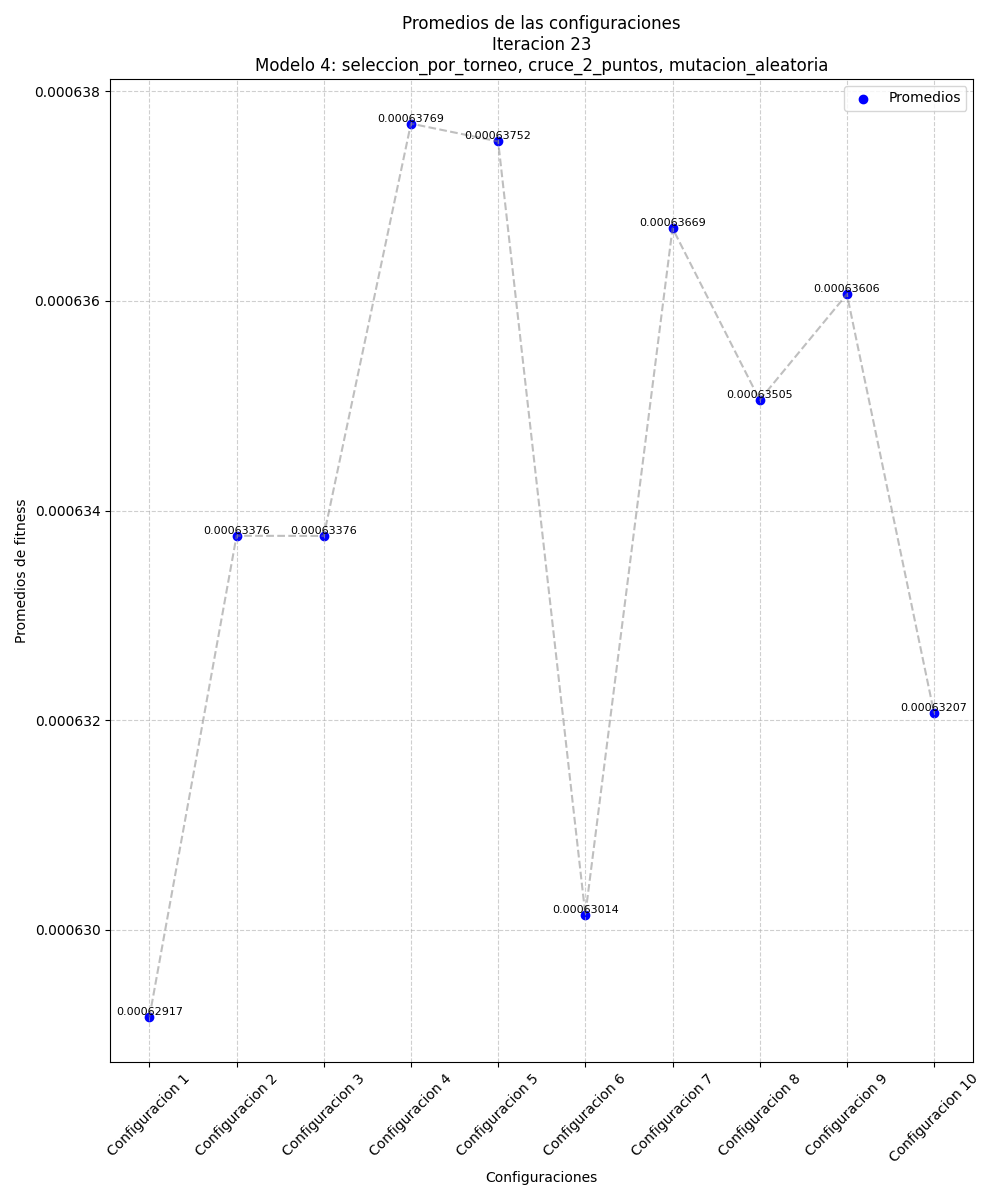 Promedios de las configuraciones
Iteracion 23
Modelo 4: seleccion_por_torneo, cruce_2_puntos, mutacion_aleatoria
Promedios
0.000638
0.000636
0.000634
0.000632
0.000630
Promedios de fitness
0.00062917
0.00063376
0.00063376
0.00063769
0.00063752
0.00063014
0.00063669
0.00063505
0.00063606
0.00063207
Configuracion 1
Configuracion 2
Configuracion 3
Configuracion 4
Configuracion 5
Configuracion 6
Configuracion 7
Configuracion 8
Configuracion 9
Configuracion 10
Configuraciones